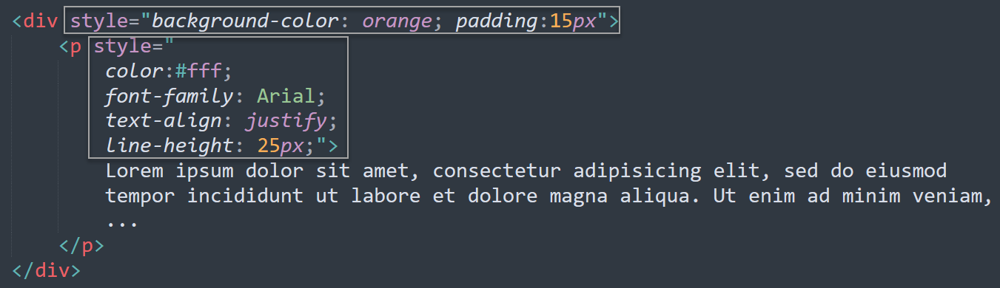 <div style="background-color: orange; padding:15px">
<p style="
color:#fff;
font-family: Arial;
text-align: justify;
line-height: 25px;">
Lorem ipsum dolor sit amet, consectetur adipisicing elit, sed do eiusmod
tempor incididunt ut labore et dolore magna aliqua. Ut enim ad minim veniam,
...
</p>
</div>